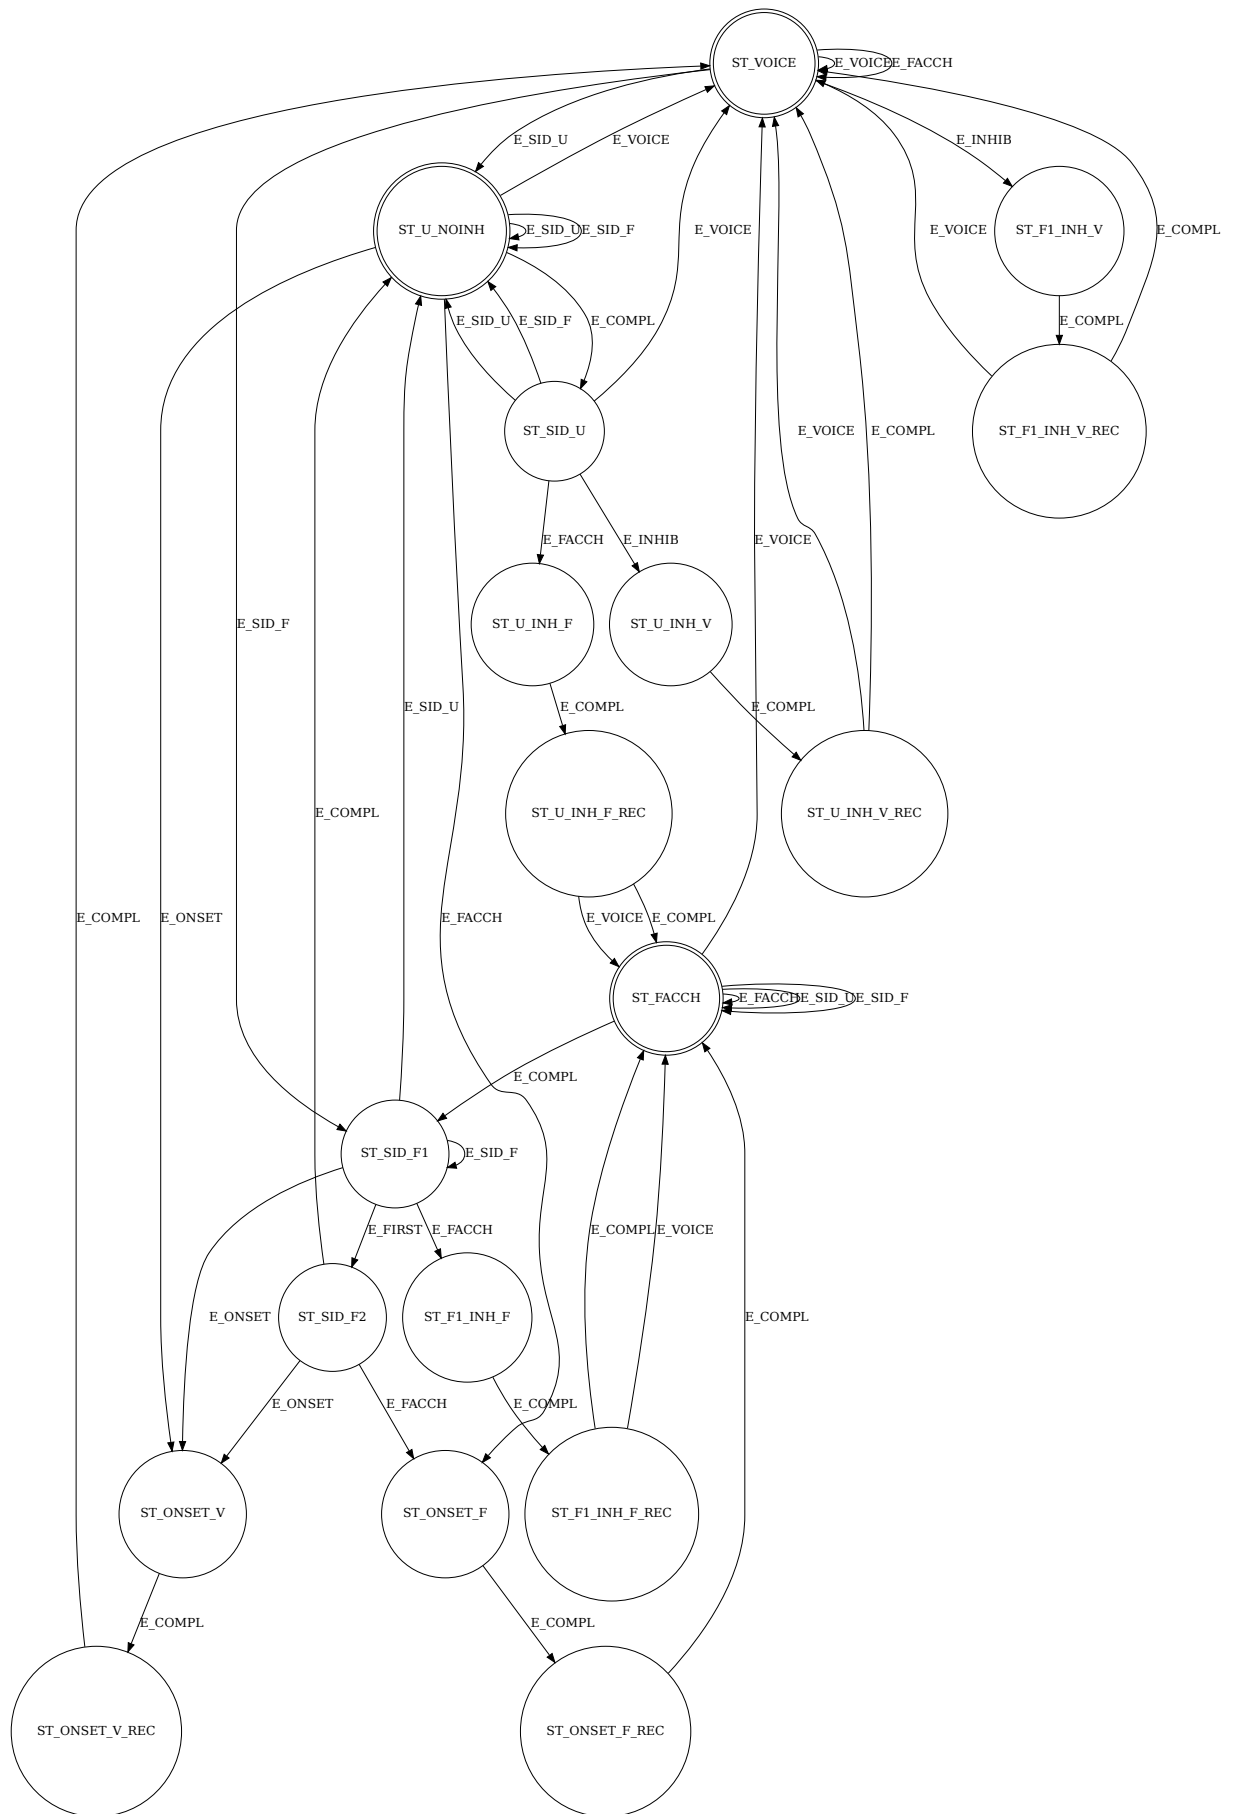 ST_VOICE
E_VOICE
E_FACCH
E_SID_U
E_VOICE
E_INHIB
ST_U_NOINH
E_SID_U
E_SID_F
E_VOICE
E_VOICE
ST_F1_INH_V
E_COMPL
E_SID_U
E_SID_F
E_COMPL
E_COMPL
ST_SID_U
E_VOICE
E_COMPL
ST_F1_INH_V_REC
E_FACCH
E_INHIB
E_VOICE
E_SID_F
ST_U_INH_F
ST_U_INH_V
E_SID_U
E_COMPL
E_COMPL
E_COMPL
ST_U_INH_F_REC
ST_U_INH_V_REC
E_COMPL
E_ONSET
E_FACCH
E_VOICE
E_COMPL
ST_FACCH
E_FACCH
E_SID_U
E_SID_F
E_COMPL
ST_SID_F1
E_SID_F
E_FIRST
E_FACCH
E_COMPL
E_VOICE
E_ONSET
ST_SID_F2
ST_F1_INH_F
E_COMPL
E_ONSET
E_FACCH
E_COMPL
ST_ONSET_V
ST_ONSET_F
ST_F1_INH_F_REC
E_COMPL
E_COMPL
ST_ONSET_V_REC
ST_ONSET_F_REC